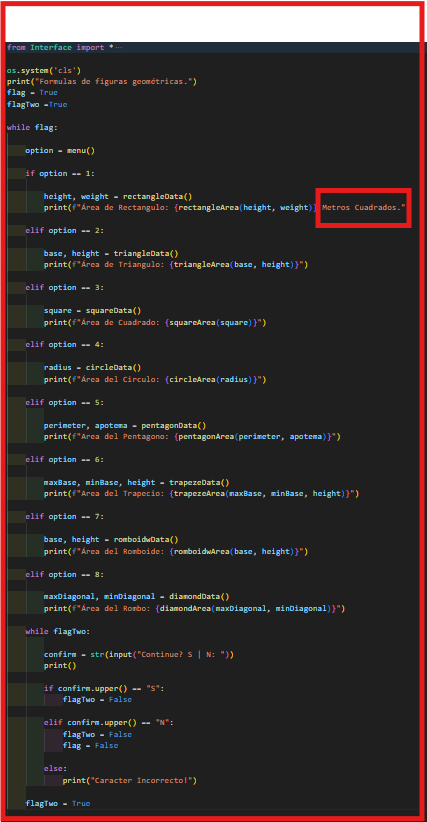 from Interface import * ...
os.system('cls')
print("Formulas de figuras geométricas.")
flag = True
flagTwo =True
while flag:
option = menu()
if option == 1:
height, weight = rectangleData()
print(f"Área de Rectangulo: {rectangleArea(height, weight)} Metros Cuadrados."
elif option == 2:
base, height = triangleData()
print(f"Área de Triangulo: {triangleArea(base, height)}")
elif option == 3:
square = squareData()
print(f"Área de Cuadrado: {squareArea(square)}")
elif option == 4:
radius = circleData()
print(f"Área del Circulo: {circleArea(radius)}")
elif option == 5:
perimeter, apotema = pentagonData()
print(f"Area del Pentagono: {pentagonArea(perimeter, apotema)}")
elif option == 6:
maxBase, minBase, height = trapezeData()
print(f"Area del Trapecio: {trapezeArea(maxBase, minBase, height)}")
elif option == 7:
base, height = romboidwData()
print(f"Área del Romboide: {romboidwArea(base, height)}")
elif option == 8:
maxDiagonal, minDiagonal = diamondData()
print(f"Área del Rombo: {diamondArea(maxDiagonal, minDiagonal)}")
while flagTwo:
confirm = str(input("Continue? S | N: "))
print()
if confirm.upper() == "S":
flagTwo = False
elif confirm.upper() == "N":
flagTwo = False
flag = False
else:
print("Caracter Incorrecto!")
flagTwo = True